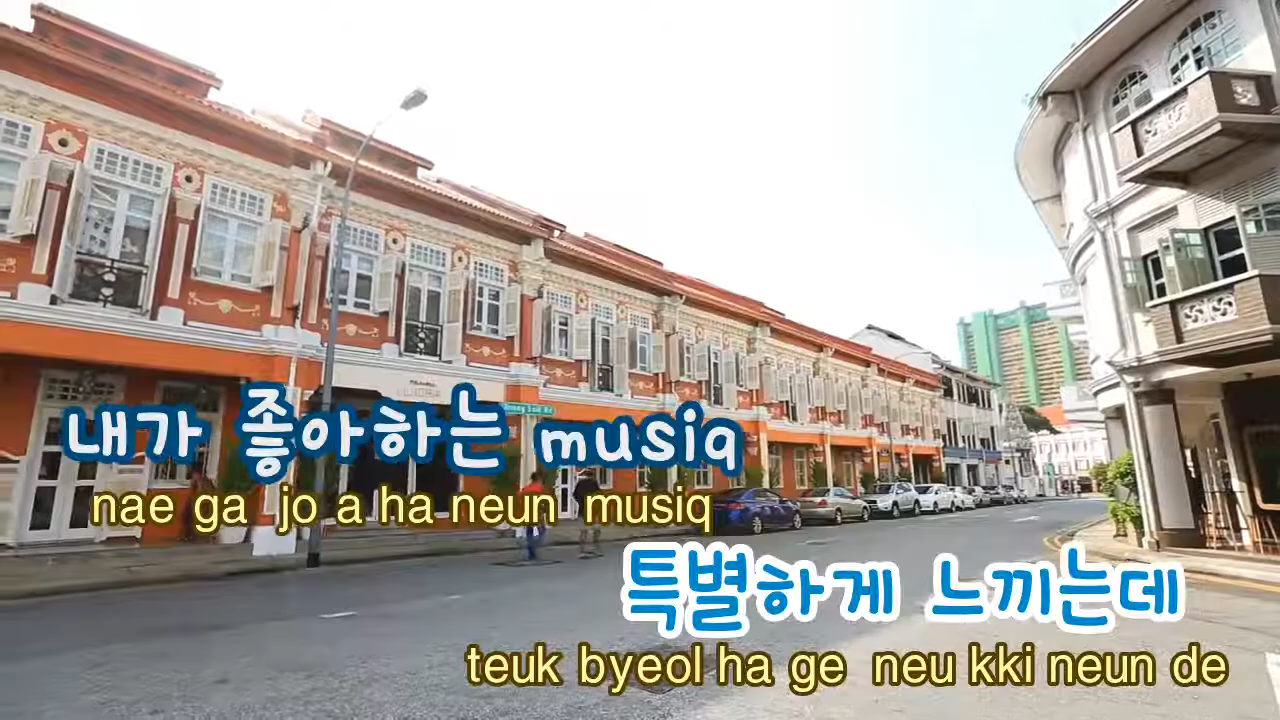 내가 좋아하는 musiq
nae ga jo a ha neun musiq
특별하게 느끼는데
teuk byeol ha ge neu kki neun de